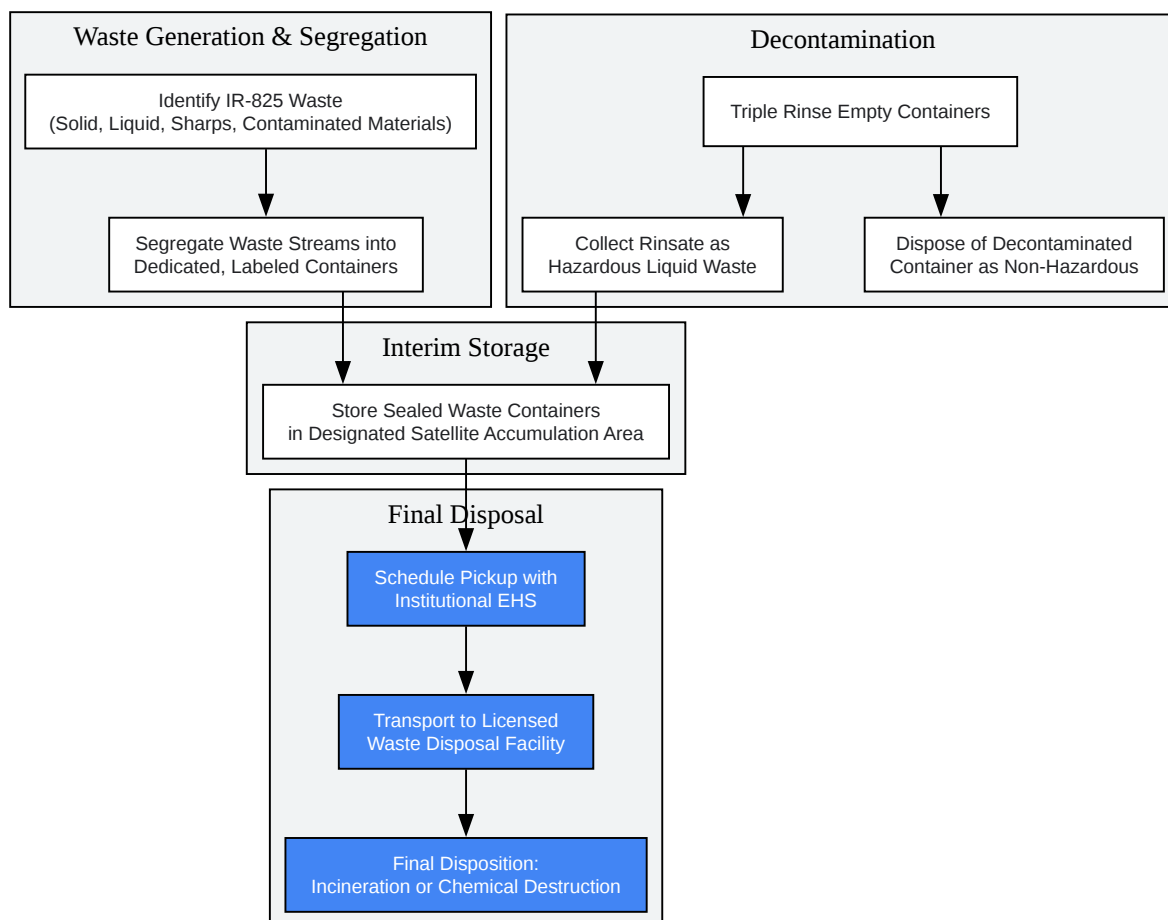 Waste Generation & Segregation
Identify IR-825 Waste
(Solid, Liquid, Sharps, Contaminated Materials)
Segregate Waste Streams into
Dedicated, Labeled Containers
Decontamination
Triple Rinse Empty Containers
Collect Rinsate as
Hazardous Liquid Waste
Dispose of Decontaminated
Container as Non-Hazardous
Interim Storage
Store Sealed Waste Containers
in Designated Satellite Accumulation Area
Final Disposal
Schedule Pickup with
Institutional EHS
Transport to Licensed
Waste Disposal Facility
Final Disposition:
Incineration or Chemical Destruction